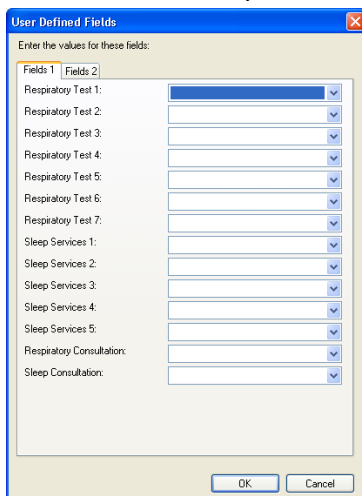 User Defined Fields
Enter the values for these fields:
Fields 1 Fields 2
Respiratory Test 1:
Respiratory Test 2:
Respiratory Test 3:
Respiratory Test 4:
Respiratory Test 5:
Respiratory Test 6:
Respiratory Test 7:
Sleep Services 1:
Sleep Services 2:
Sleep Services 3:
Sleep Services 4:
Sleep Services 5:
Respiratory Consultation:
Sleep Consultation:
OK Cancel